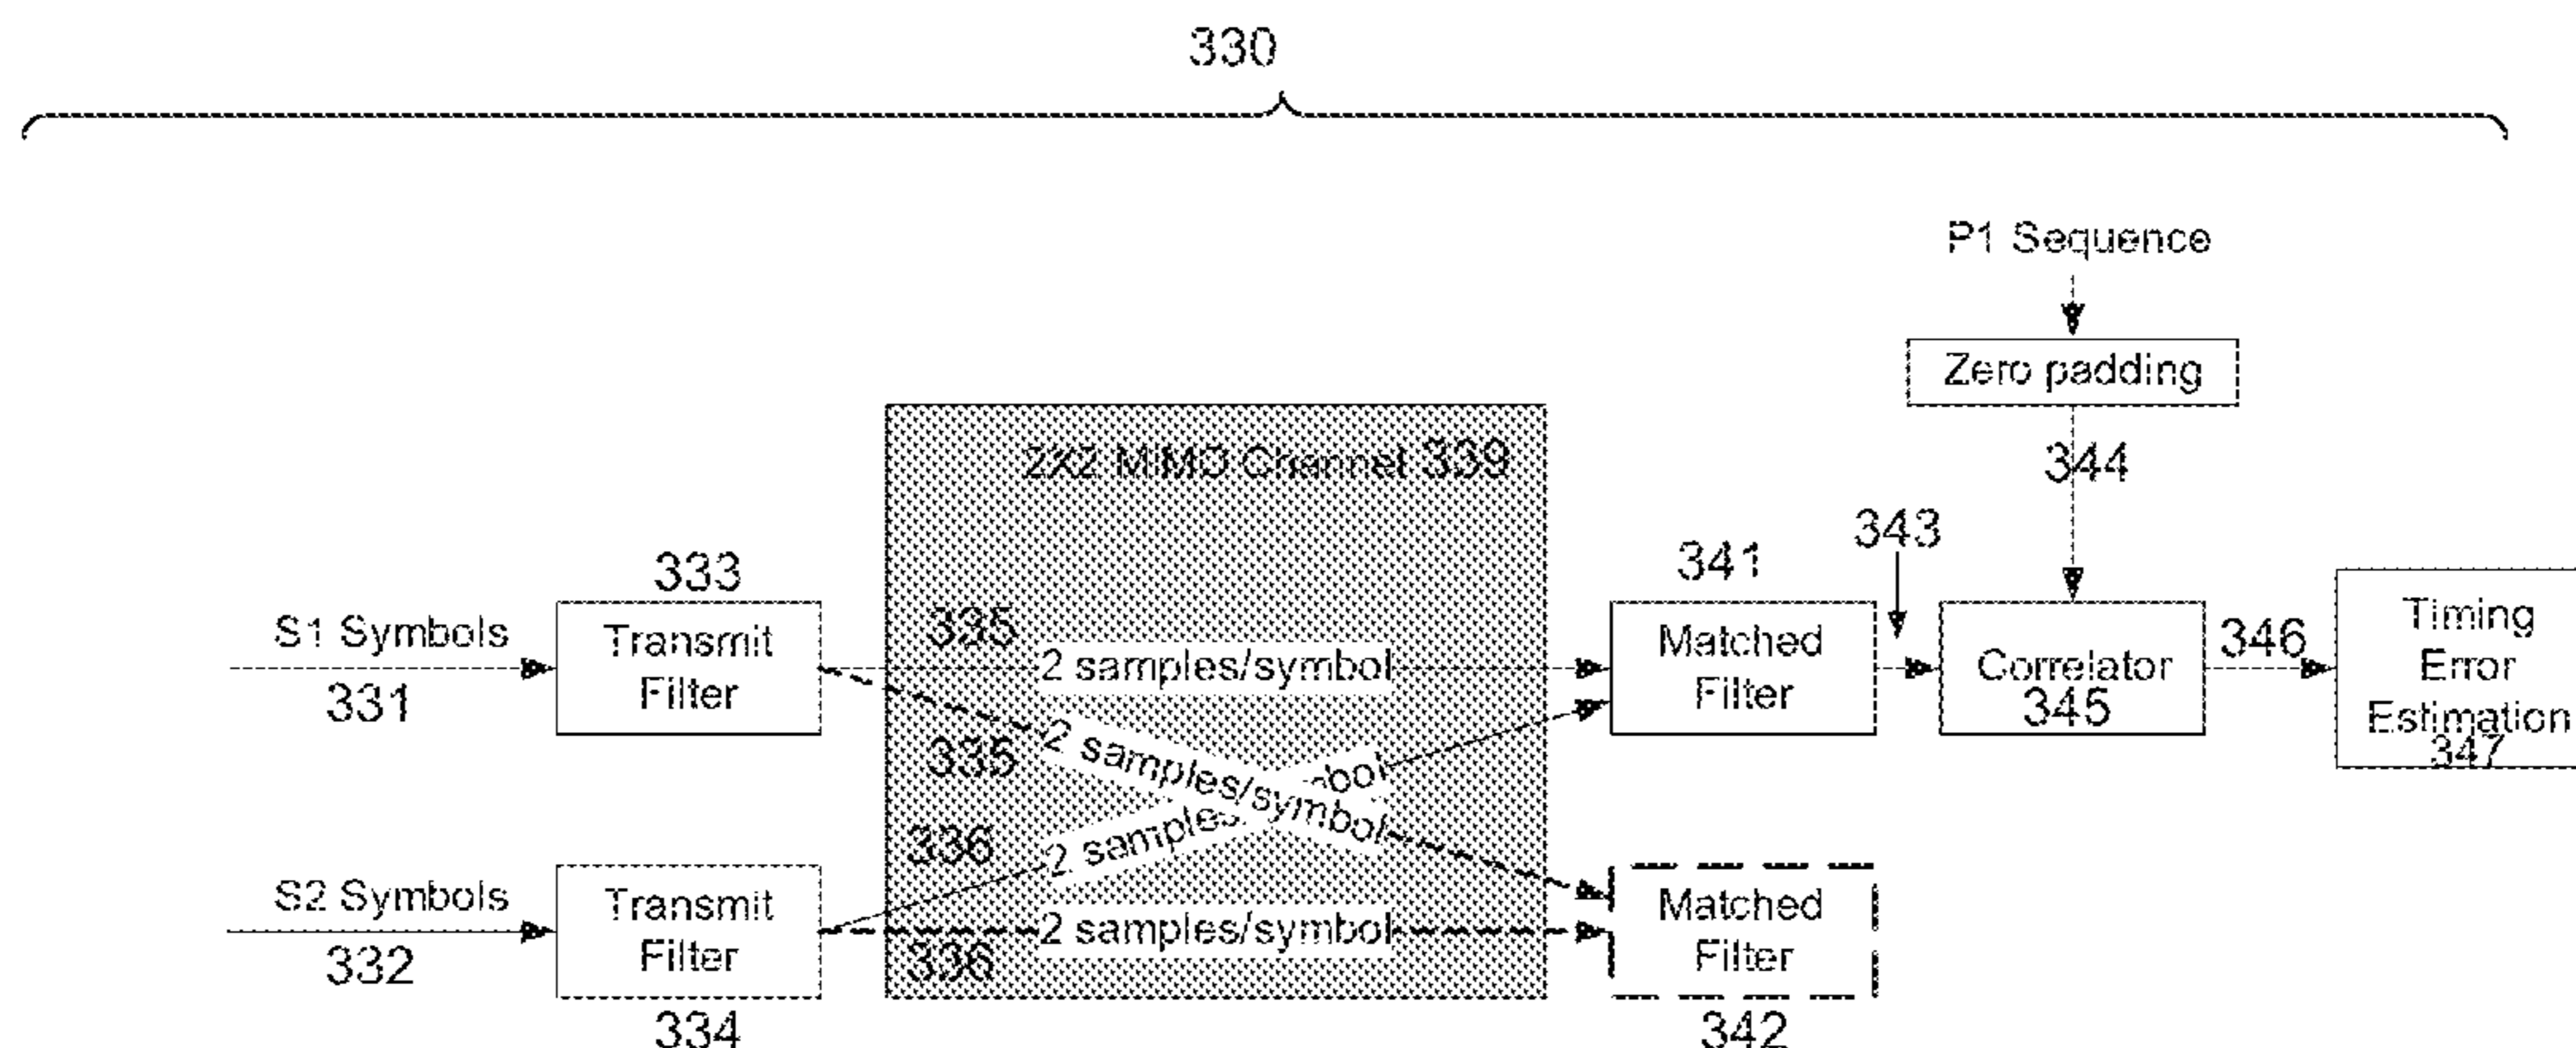 330
P1 Sequence
Zero padding
344
2X2 MIMO Channel 339
333
S1 Symbols
331
Transmit
Filter
335
2 samples/symbol
335
2 samples/symbol
341
Matched
Filter
343
Correlator
345
346
Timing
Error
Estimation
347
336
2 samples
bol
S2 Symbols
332
Transmit
Filter
334
336
2 samples/symbol
Matched
Filter
342